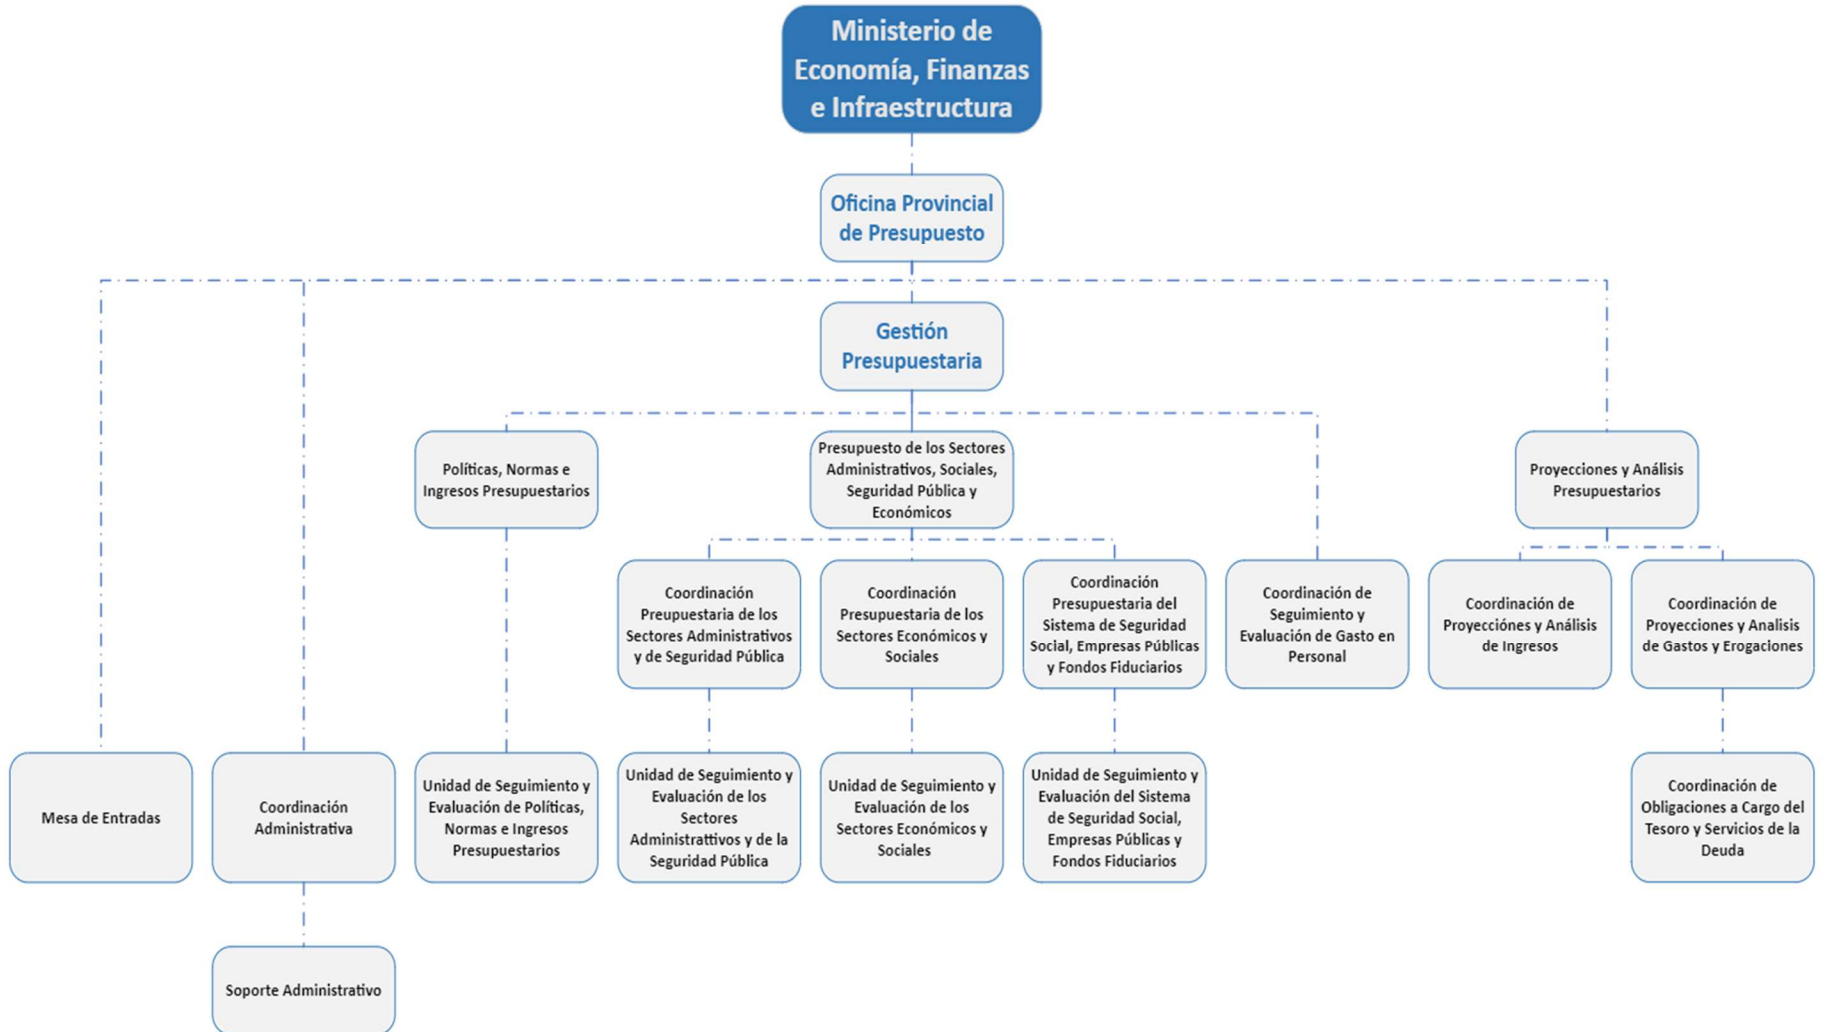 Ministerio de
Economía, Finanzas
e Infraestructura
Oficina Provincial
de Presupuesto
Gestión
Presupuestaria
Políticas, Normas e
Ingresos Presupuestarios
Presupuesto de los Sectores
Administrativos, Sociales,
Seguridad Pública y
Económicos
Proyecciones y Análisis
Presupuestarios
Coordinación
Preupuestaria de los
Sectores Administrativos
y de Seguridad Pública
Coordinación
Presupuestaria de los
Sectores Económicos y
Sociales
Coordinación
Presupuestaria del
Sistema de Seguridad
Social, Empresas Públicas
y Fondos Fiduciarios
Coordinación de
Seguimiento y
Evaluación de Gasto en
Personal
Coordinación de
Proyecciónes y Análisis
de Ingresos
Coordinación de
Proyecciones y Analisis
de Gastos y Erogaciones
Mesa de Entradas
Coordinación
Administrativa
Unidad de Seguimiento y
Evaluación de Políticas,
Normas e Ingresos
Presupuestarios
Unidad de Seguimiento y
Evaluación de los
Sectores
Administrattivos y de la
Seguridad Pública
Unidad de Seguimiento y
Evaluación de los
Sectores Económicos y
Sociales
Unidad de Seguimiento y
Evaluación del Sistema
de Seguridad Social,
Empresas Públicas y
Fondos Fiduciarios
Coordinación de
Obligaciones a Cargo del
Tesoro y Servicios de la
Deuda
Soporte Administrativo